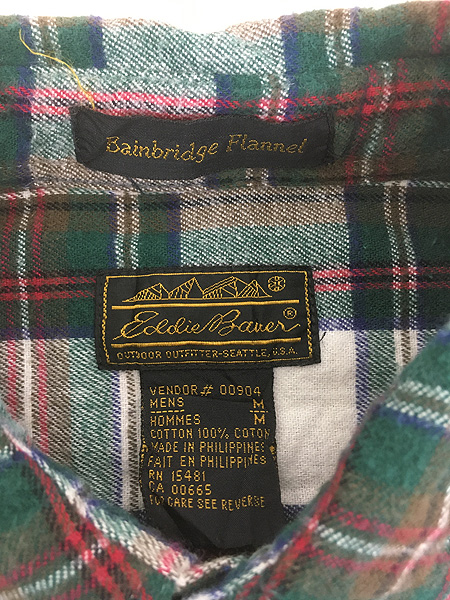 Bainbridge Flannel
Eddie Bauer®
OUTDOOR OUTFITTER-SEATTLE, U.S.A.
VENDOR # 00904
MENS M
HOMMES M
COTTON 100% COTON
MADE IN PHILIPPINES
FAIT EN PHILIPPINES
RN 15481
CA 00665
FOR CARE SEE REVERSE